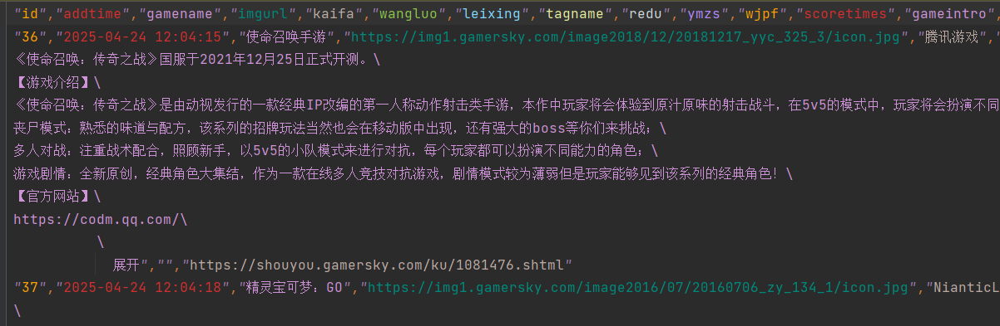 "id","addtime","gamename","imgurl","kaifa","wangluo","leixing","tagname","redu","ymzs","wjpf","scoretimes","gameintro",
"36","2025-04-24 12:04:15","使命召唤手游","https://img1.gamersky.com/image2018/12/20181217_yyc_325_3/icon.jpg","腾讯游戏","
《使命召唤：传奇之战》国服于2021年12月25日正式开测。\
【游戏介绍】\
《使命召唤：传奇之战》是由动视发行的一款经典IP改编的第一人称动作射击类手游，本作中玩家将会体验到原汁原味的射击战斗，在5v5的模式中，玩家将会扮演不同
丧尸模式：熟悉的味道与配方，该系列的招牌玩法当然也会在移动版中出现，还有强大的boss等你们来挑战；\
多人对战：注重战术配合，照顾新手，以5v5的小队模式来进行对抗，每个玩家都可以扮演不同能力的角色；\
游戏剧情：全新原创，经典角色大集结，作为一款在线多人竞技对抗游戏，剧情模式较为薄弱但是玩家能够见到该系列的经典角色！\
【官方网站】\
https://codm.qq.com/\
\
展开","","https://shouyou.gamersky.com/ku/1081476.shtml"
"37","2025-04-24 12:04:18","精灵宝可梦：GO","https://img1.gamersky.com/image2016/07/20160706_zy_134_1/icon.jpg","NianticL
\